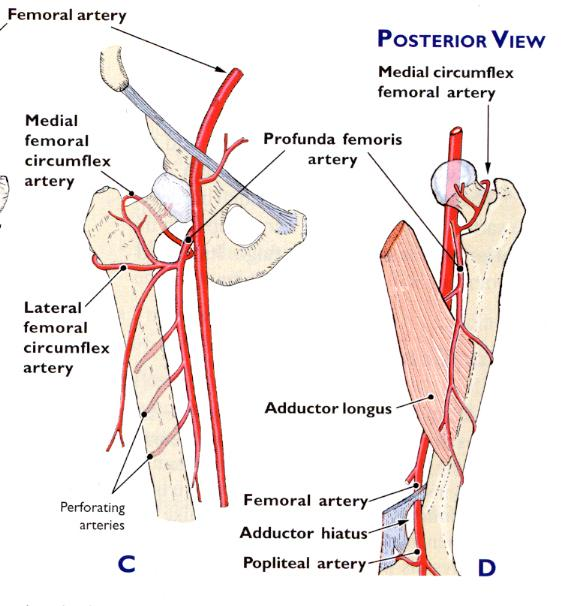 Femoral artery
POSTERIOR VIEW
Medial circumflex
femoral artery
Medial
femoral
circumflex
artery
Profunda femoris
artery
Lateral
femoral
circumflex
artery
Adductor longus
Perforating
arteries
Femoral artery
Adductor hiatus
Popliteal artery
C
D